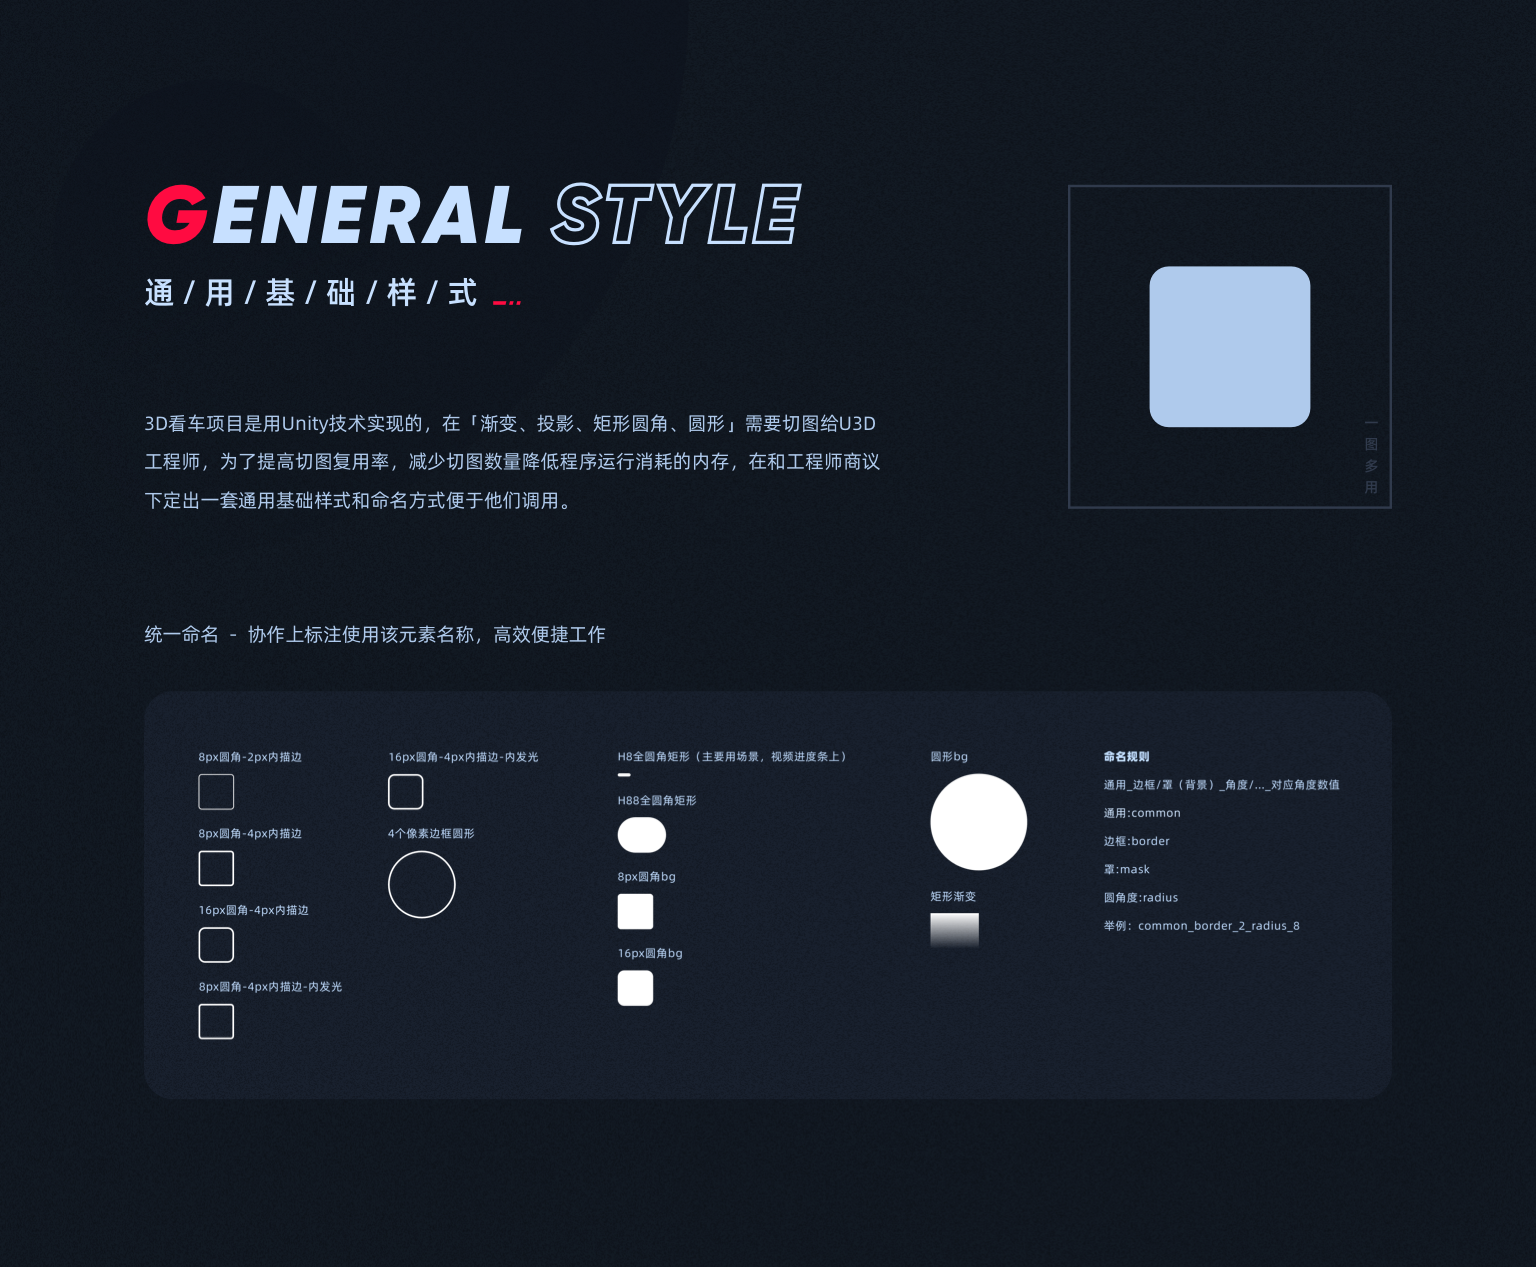 GENERAL STYLE
通/用/基/础/样/式
3D看车项目是用Unity技术实现的，在「渐变、投影、矩形圆角、圆形」需要切图给U3D
工程师，为了提高切图复用率，减少切图数量降低程序运行消耗的内存，在和工程师商议
下定出一套通用基础样式和命名方式便于他们调用。
一图多用
统一命名 - 协作上标注使用该元素名称，高效便捷工作
8px圆角-2px内描边
8px圆角-4px内描边
16px圆角-4px内描边
8px圆角-4px内描边-内发光
16px圆角-4px内描边-内发光
4个像素边框圆形
H8全圆角矩形（主要用场景，视频进度条上）
H88全圆角矩形
8px圆角bg
16px圆角bg
圆形bg
矩形渐变
命名规则
通用_边框/罩（背景）_角度/..._对应角度数值
通用:common
边框:border
罩:mask
圆角度:radius
举例：common_border_2_radius_8